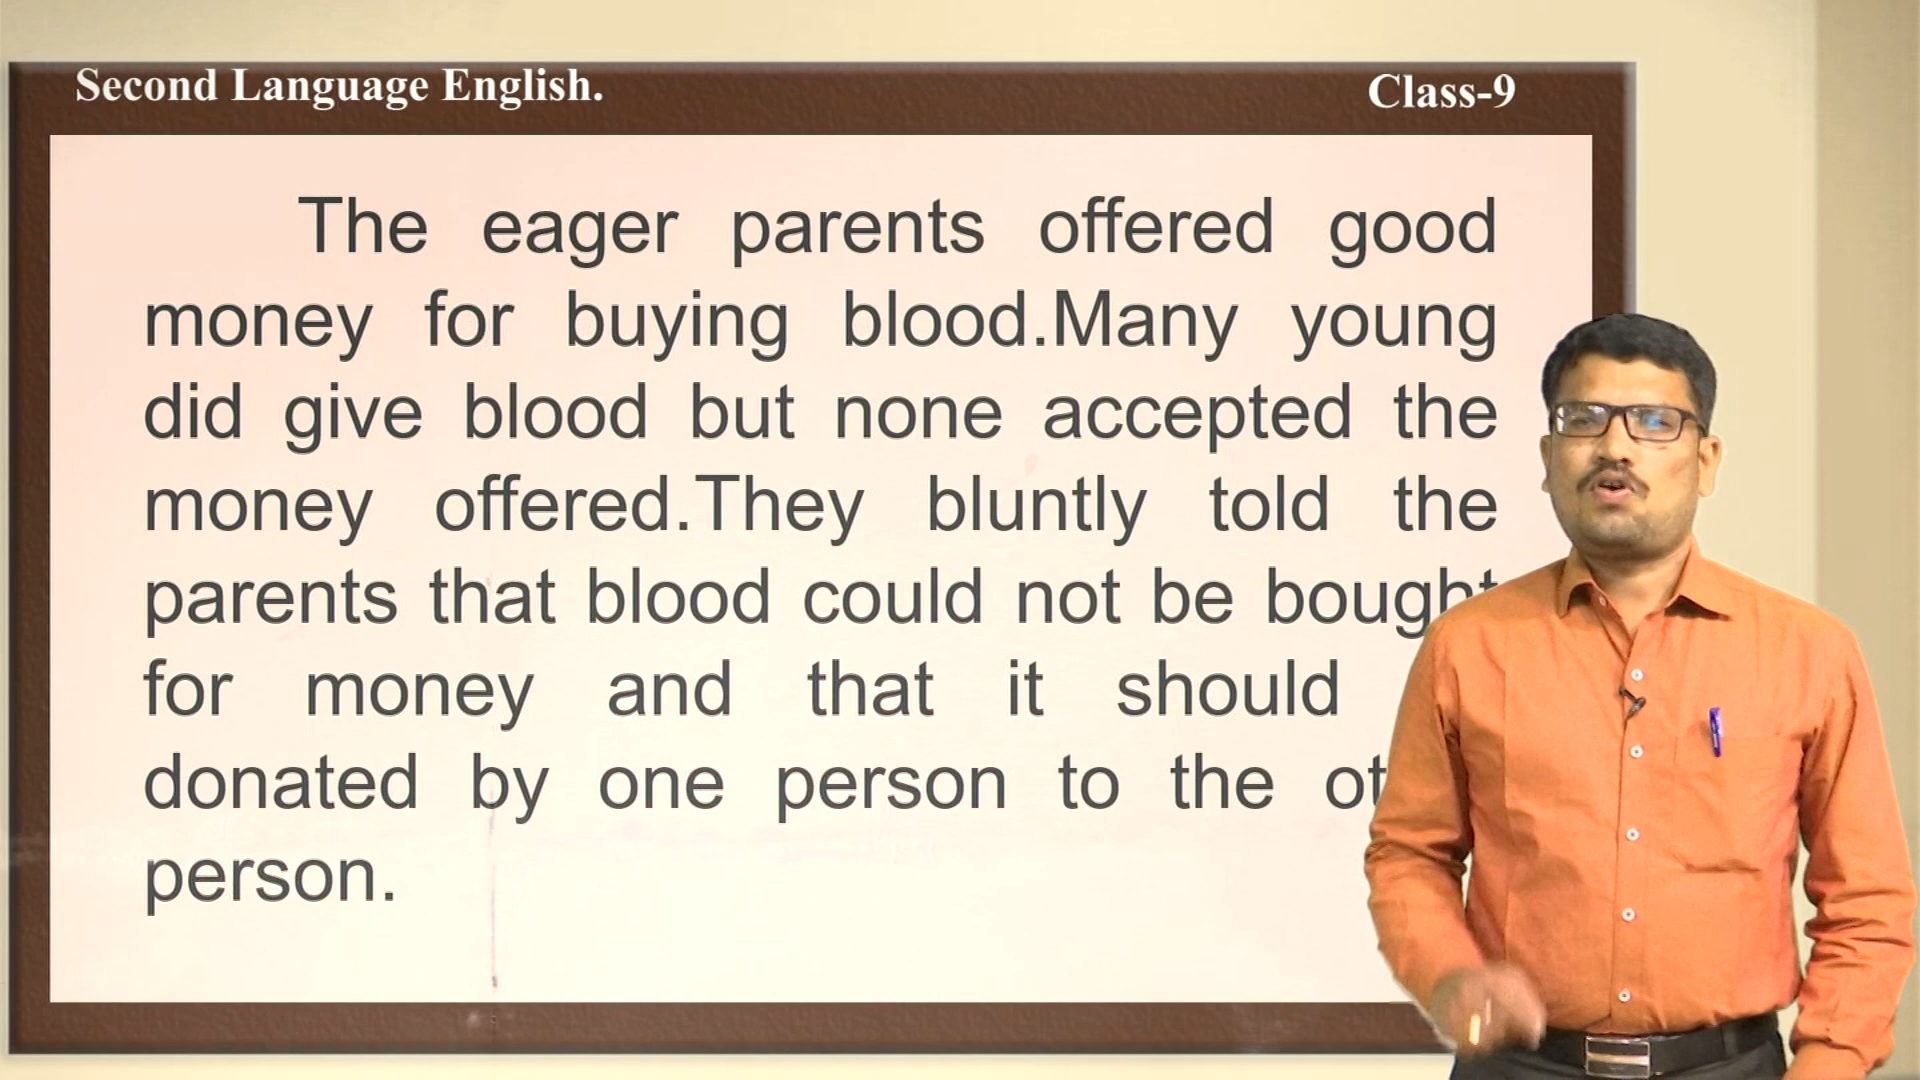 Second Language English.
Class-9
The eager parents offered good
money for buying blood.Many young
did give blood but none accepted the
money offered.They bluntly told the
parents that blood could not be bought
for money and that it should
donated by one person to the
person.